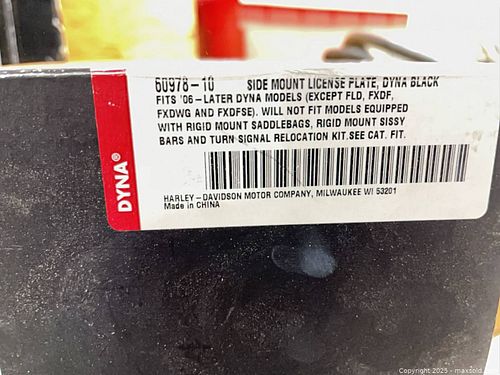 60978-10 SIDE MOUNT LICENSE PLATE, DYNA BLACK
FITS '06-LATER DYNA MODELS (EXCEPT FLD, FXDF,
FXDWG AND FXDFSE). WILL NOT FIT MODELS EQUIPPED
WITH RIGID MOUNT SADDLEBAGS, RIGID MOUNT SISSY
BARS AND TURN SIGNAL RELOCATION KIT.SEE CAT. FIT.
HARLEY-DAVIDSON MOTOR COMPANY, MILWAUKEE WI 53201
Made in CHINA
DYNA®
Copyright 2025 - maxsold